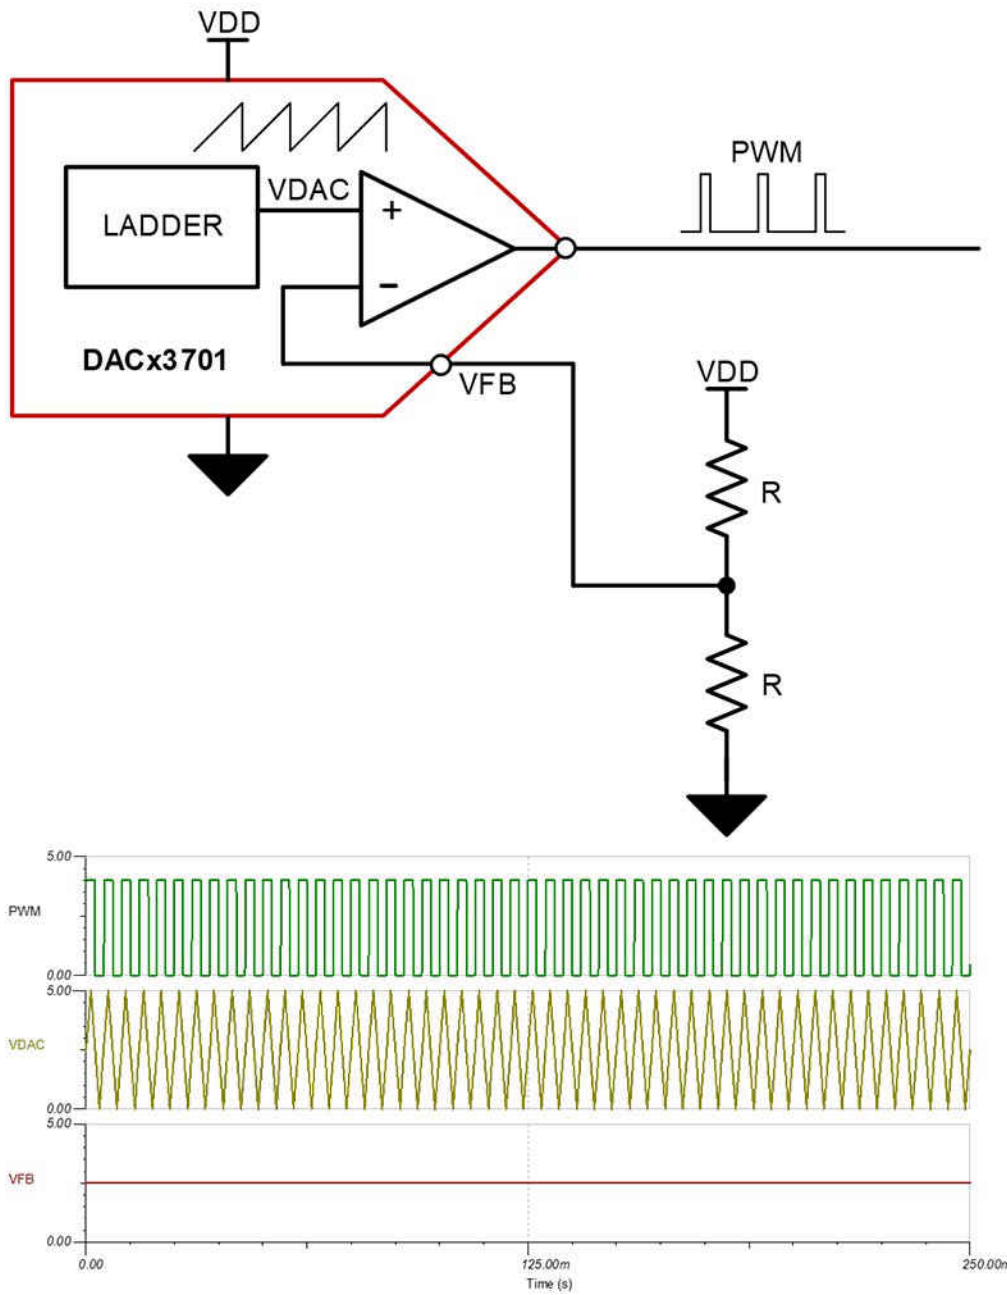 VDD
VDAC
LADDER
+
−
PWM
DACx3701
VFB
VDD
R
R
5.00
PWM
0.00
5.00
VDAC
0.00
5.00
VFB
0.00
0.00 125.00m 250.00m
Time (s)